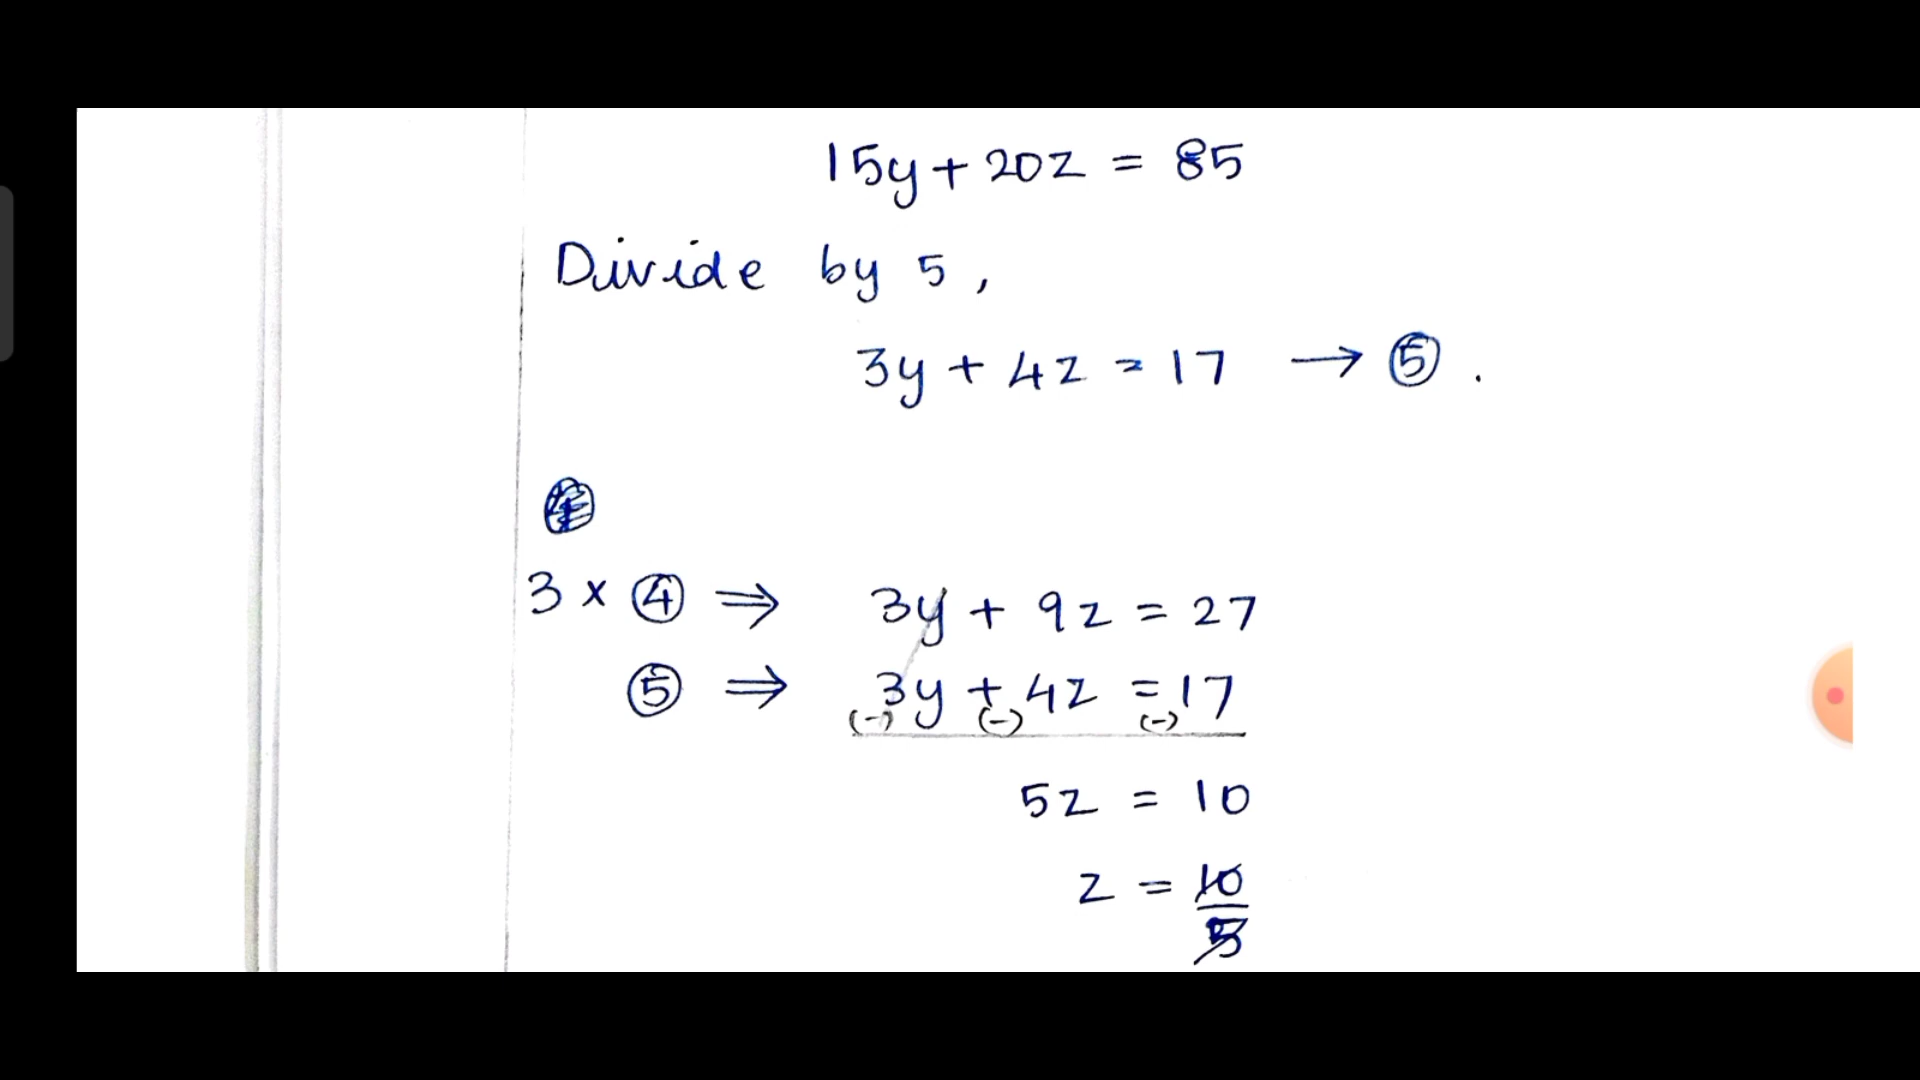 15y + 20z = 85
Divide by 5,
3y + 4z = 17 → ⑤.
3 × ④ ⇒ 3y + 9z = 27
⑤ ⇒ 3y + 4z = 17
(-) (-) (-)
5z = 10
z = 10/5